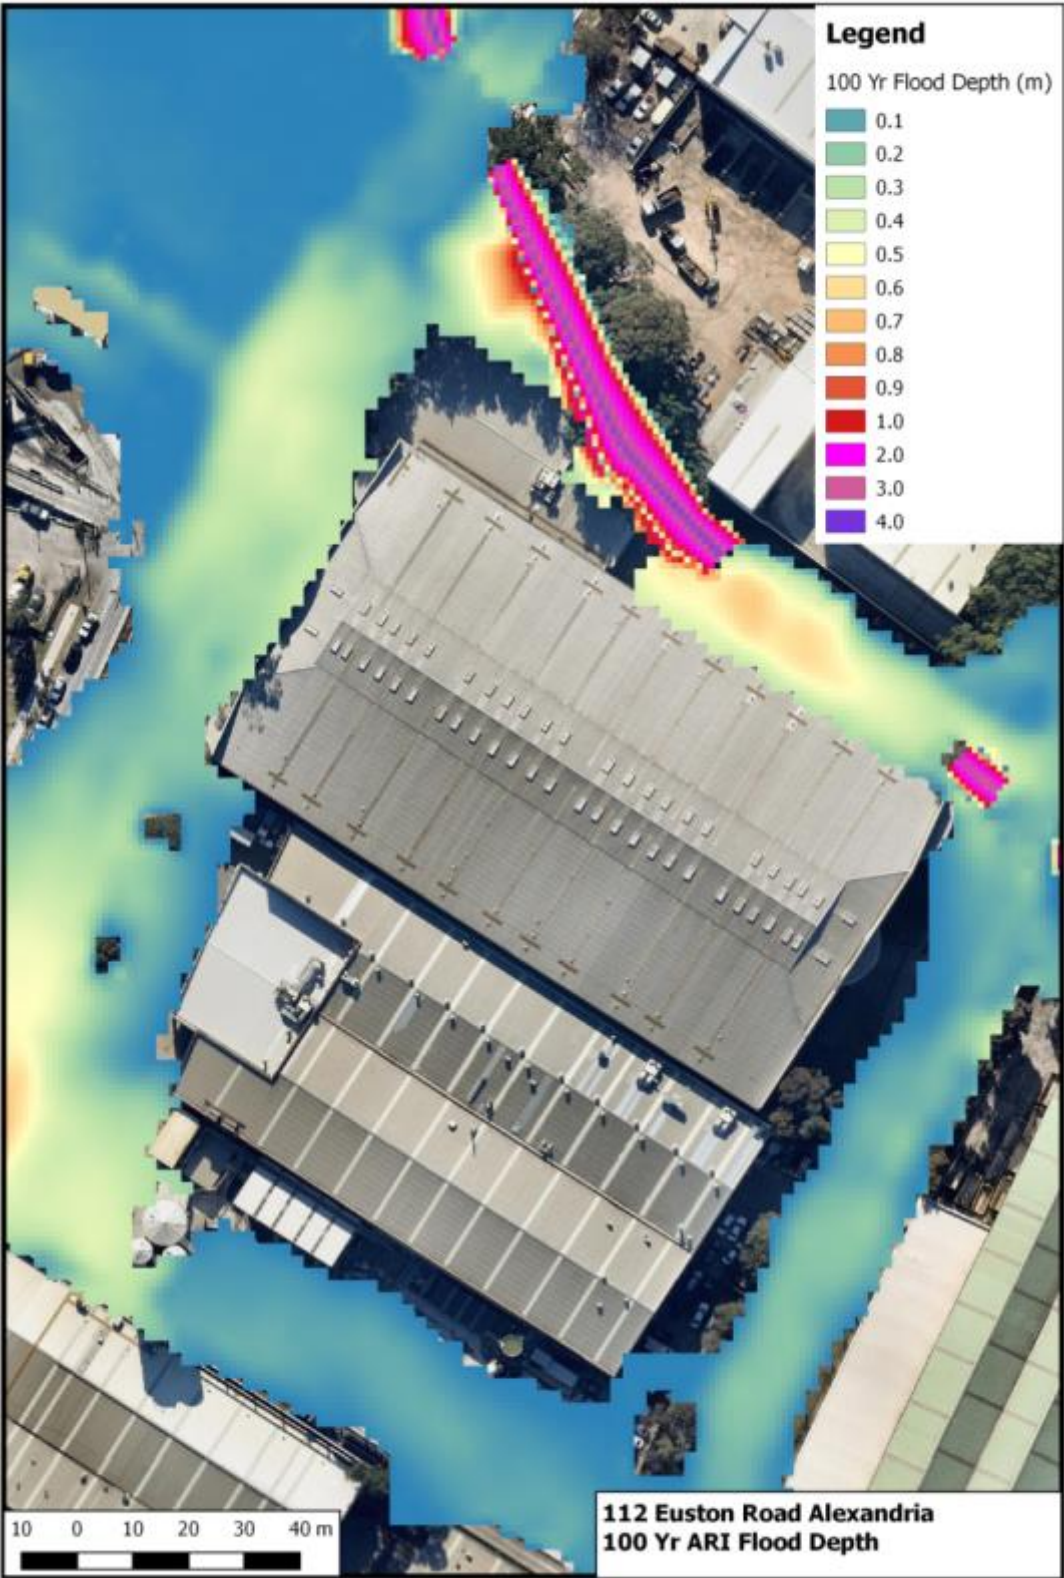 Legend
100 Yr Flood Depth (m)
0.1
0.2
0.3
0.4
0.5
0.6
0.7
0.8
0.9
1.0
2.0
3.0
4.0
10 0 10 20 30 40 m
112 Euston Road Alexandria
100 Yr ARI Flood Depth